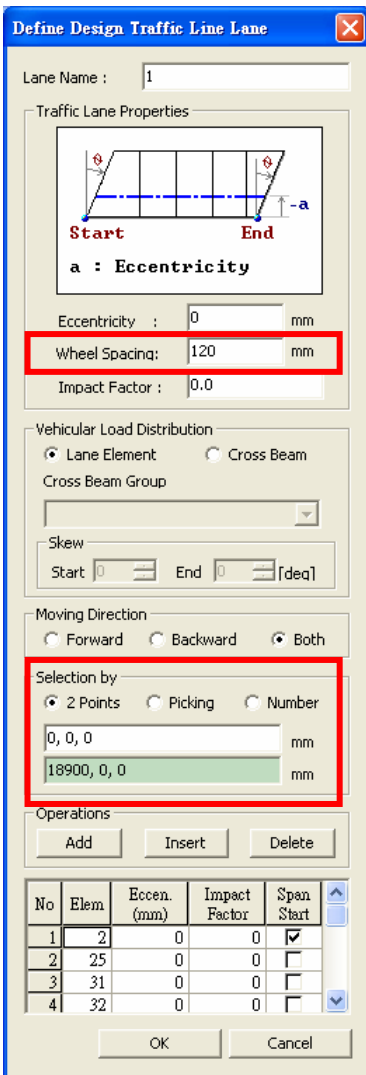 Define Design Traffic Line Lane
Lane Name : 1
Traffic Lane Properties
θ θ
-a
Start End
a : Eccentricity
Eccentricity : 0 mm
Wheel Spacing: 120 mm
Impact Factor : 0.0
Vehicular Load Distribution
Lane Element Cross Beam
Cross Beam Group
Skew
Start 0 End 0 [deg]
Moving Direction
Forward Backward Both
Selection by
2 Points Picking Number
0, 0, 0 mm
18900, 0, 0 mm
Operations
Add Insert Delete
No Elem Eccen. (mm) Impact Factor Span Start
1 2 0 0
2 25 0 0
3 31 0 0
4 32 0 0
OK Cancel